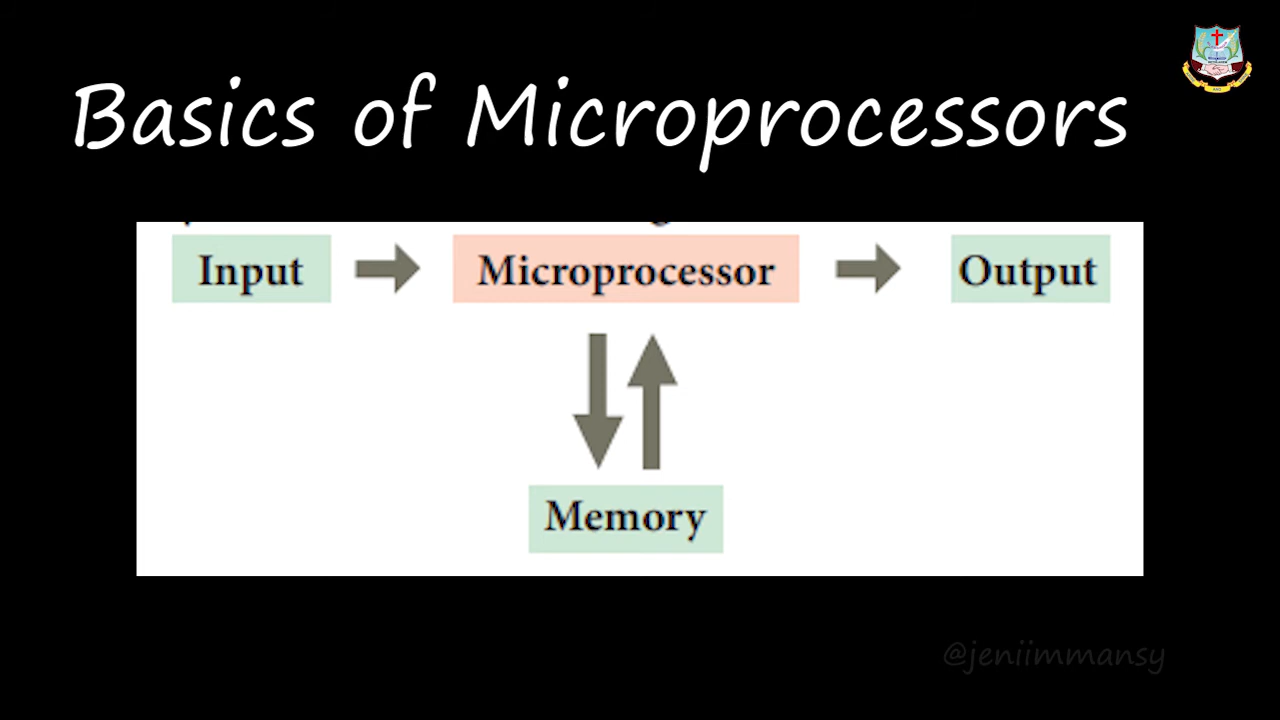 Basics of Microprocessors
Input Microprocessor Output
Memory
@jeniimmansy